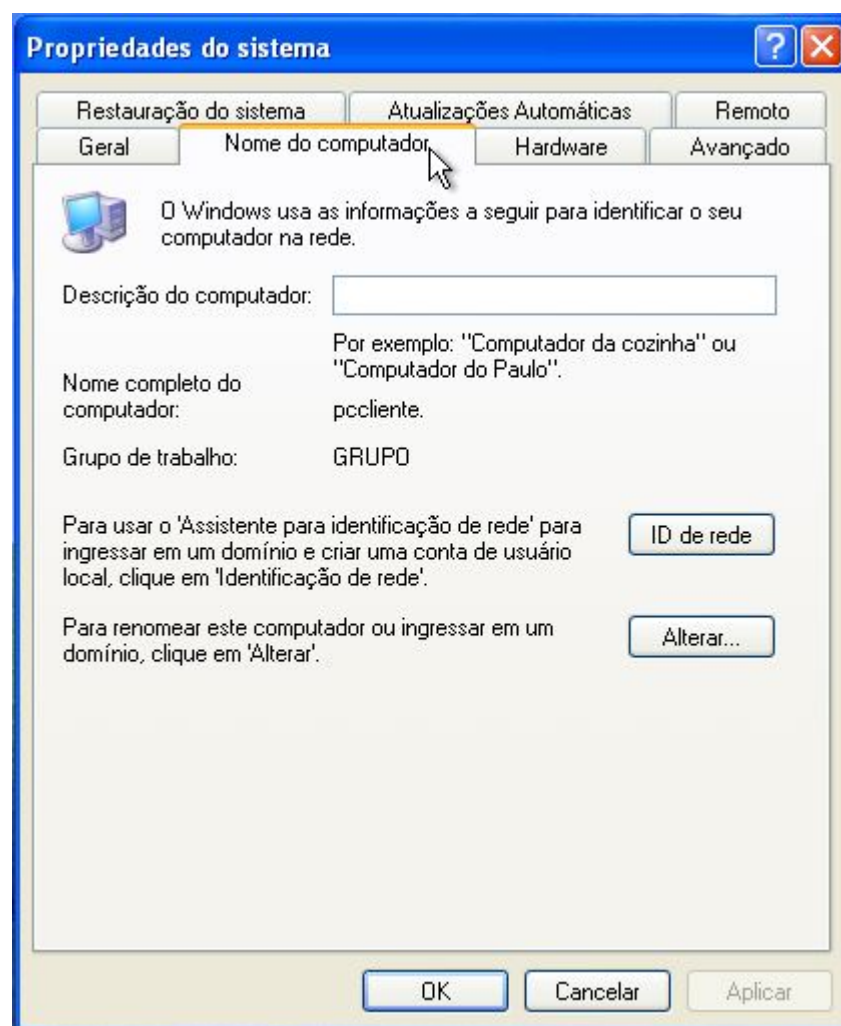 Propriedades do sistema
Restauração do sistema
Atualizações Automáticas
Remoto
Geral
Nome do computador
Hardware
Avançado
O Windows usa as informações a seguir para identificar o seu
computador na rede.
Descrição do computador:
Por exemplo: "Computador da cozinha" ou
"Computador do Paulo".
Nome completo do
computador:
pccliente.
Grupo de trabalho:
GRUPO
Para usar o 'Assistente para identificação de rede' para
ingressar em um domínio e criar uma conta de usuário
local, clique em 'Identificação de rede'.
ID de rede
Para renomear este computador ou ingressar em um
domínio, clique em 'Alterar'.
Alterar...
OK
Cancelar
Aplicar